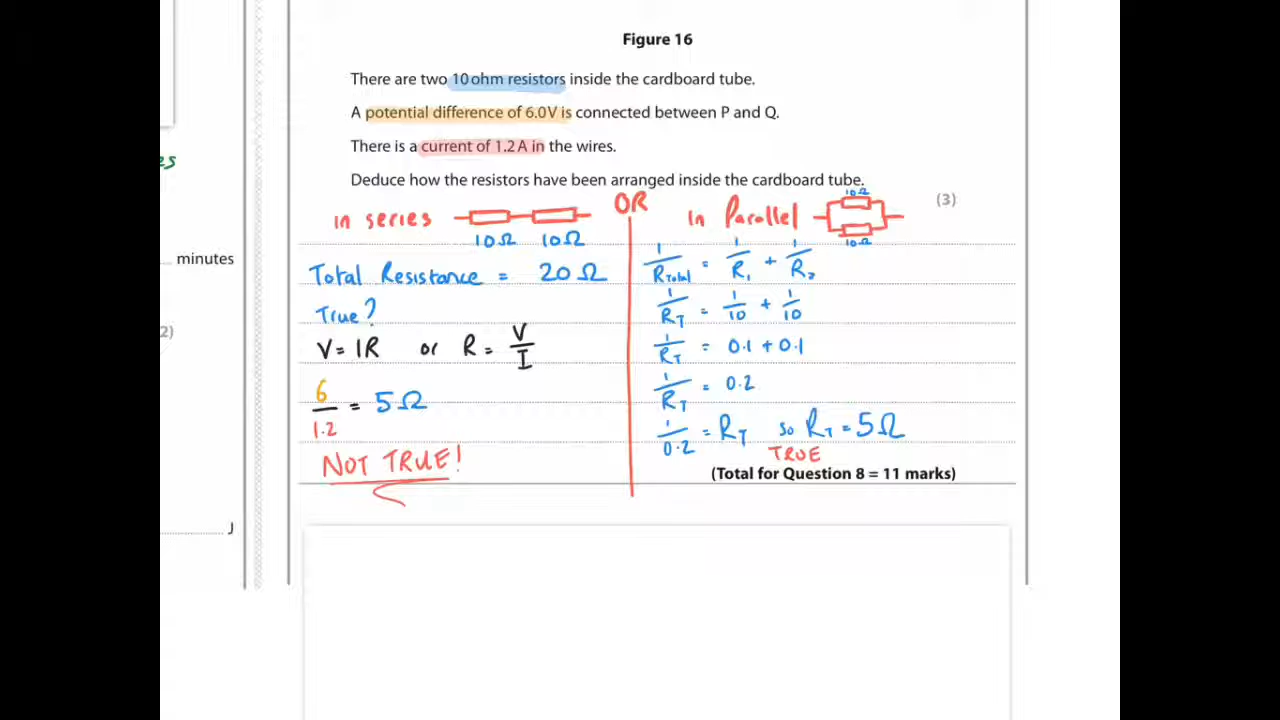 Figure 16
There are two 10 ohm resistors inside the cardboard tube.
A potential difference of 6.0 V is connected between P and Q.
There is a current of 1.2 A in the wires.
Deduce how the resistors have been arranged inside the cardboard tube.
(3)
In series
10Ω 10Ω
Total Resistance = 20 Ω
True?
V = IR or R = V/I
6/1.2 = 5Ω
NOT TRUE!
OR
In Parallel
10Ω
10Ω
1/RTotal = 1/R1 + 1/R2
1/RT = 1/10 + 1/10
1/RT = 0.1 + 0.1
1/RT = 0.2
1/0.2 = RT so RT = 5Ω
TRUE
(Total for Question 8 = 11 marks)
minutes
2)
J